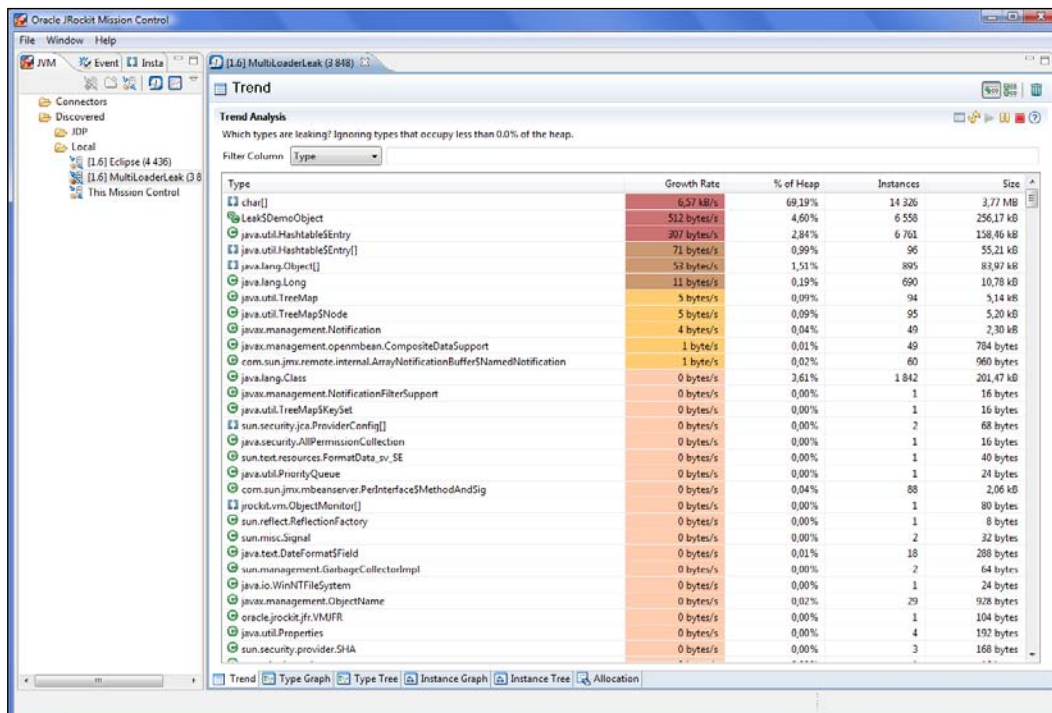 Oracle JRockit Mission Control
File Window Help
JVM Event Insta
[1.6] MultiLoaderLeak (3 848)
Connectors
Discovered
JDP
Local
[1.6] Eclipse (4 436)
[1.6] MultiLoaderLeak (3 8
This Mission Control
Trend
Trend Analysis
Which types are leaking? Ignoring types that occupy less than 0.0% of the heap.
Filter Column Type
Type Growth Rate % of Heap Instances Size
char[] 6,57 kB/s 69,19% 14 326 3,77 MB
Leak$DemoObject 512 bytes/s 4,60% 6 558 256,17 kB
java.util.Hashtable$Entry 307 bytes/s 2,84% 6 761 158,46 kB
java.util.Hashtable$Entry[] 71 bytes/s 0,99% 96 55,21 kB
java.lang.Object[] 53 bytes/s 1,51% 895 83,97 kB
java.lang.Long 11 bytes/s 0,19% 690 10,78 kB
java.util.TreeMap 5 bytes/s 0,09% 94 5,14 kB
java.util.TreeMap$Node 5 bytes/s 0,09% 95 5,20 kB
javax.management.Notification 4 bytes/s 0,04% 49 2,30 kB
javax.management.openmbean.CompositeDataSupport 1 byte/s 0,01% 49 784 bytes
com.sun.jmx.remote.internal.ArrayNotificationBuffer$NamedNotification 1 byte/s 0,02% 60 960 bytes
java.lang.Class 0 bytes/s 3,61% 1 842 201,47 kB
javax.management.NotificationFilterSupport 0 bytes/s 0,00% 1 16 bytes
java.util.TreeMap$KeySet 0 bytes/s 0,00% 1 16 bytes
sun.security.jca.ProviderConfig[] 0 bytes/s 0,00% 2 68 bytes
java.security.AllPermissionCollection 0 bytes/s 0,00% 1 16 bytes
sun.text.resources.FormatData_sv_SE 0 bytes/s 0,00% 1 40 bytes
java.util.PriorityQueue 0 bytes/s 0,00% 1 24 bytes
com.sun.jmx.mbeanserver.PerInterface$MethodAndSig 0 bytes/s 0,04% 88 2,06 kB
jrockit.vm.ObjectMonitor[] 0 bytes/s 0,00% 1 80 bytes
sun.reflect.ReflectionFactory 0 bytes/s 0,00% 1 8 bytes
sun.misc.Signal 0 bytes/s 0,00% 2 32 bytes
java.text.DateFormat$Field 0 bytes/s 0,01% 18 288 bytes
sun.management.GarbageCollectorImpl 0 bytes/s 0,00% 2 64 bytes
java.io.WinNTFileSystem 0 bytes/s 0,00% 1 24 bytes
javax.management.ObjectName 0 bytes/s 0,02% 29 928 bytes
oracle.jrockit.jfr.VMJFR 0 bytes/s 0,00% 1 104 bytes
java.util.Properties 0 bytes/s 0,00% 4 192 bytes
sun.security.provider.SHA 0 bytes/s 0,00% 3 168 bytes
Trend Type Graph Type Tree Instance Graph Instance Tree Allocation